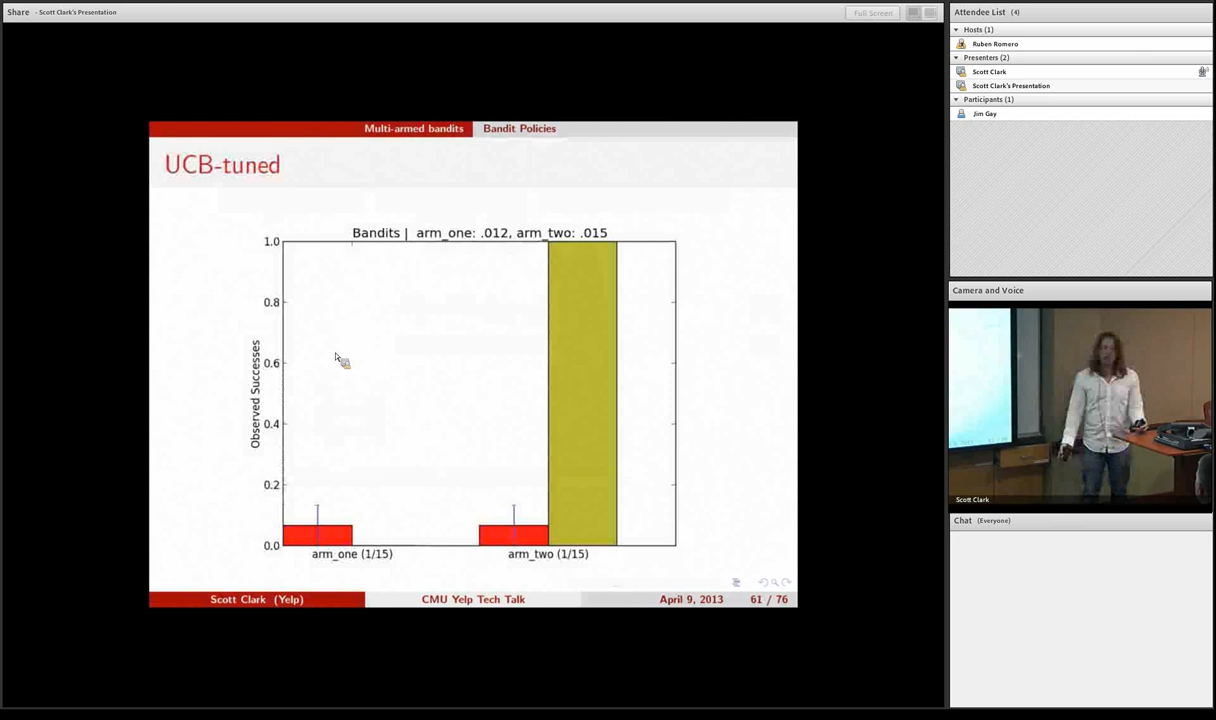 Share - Scott Clark's Presentation
Full Screen
Multi-armed bandits Bandit Policies
UCB-tuned
Bandits | arm_one: .012, arm_two: .015
Observed Successes
1.0
0.8
0.6
0.4
0.2
0.0
arm_one (1/15) arm_two (1/15)
Scott Clark (Yelp) CMU Yelp Tech Talk April 9, 2013 61 / 76
Attendee List (4)
Hosts (1)
Ruben Romero
Presenters (2)
Scott Clark
Scott Clark's Presentation
Participants (1)
Jim Gay
Camera and Voice
Scott Clark
Chat (Everyone)